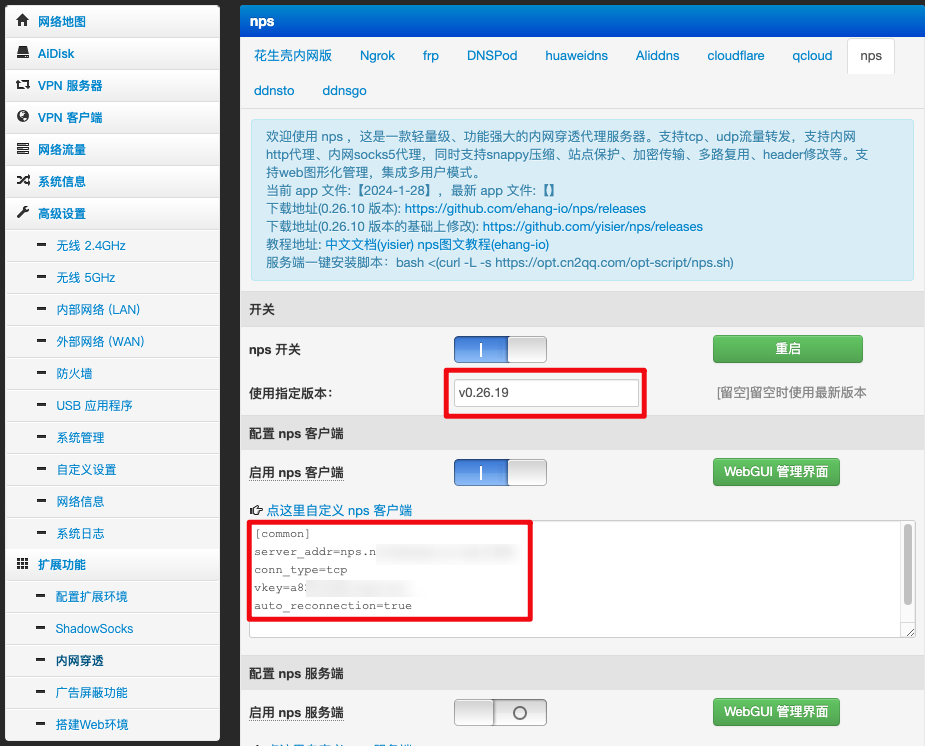 网络地图
AiDisk
VPN 服务器
VPN 客户端
网络流量
系统信息
高级设置
无线 2.4GHz
无线 5GHz
内部网络 (LAN)
外部网络 (WAN)
防火墙
USB 应用程序
系统管理
自定义设置
网络信息
系统日志
扩展功能
配置扩展环境
ShadowSocks
内网穿透
广告屏蔽功能
搭建Web环境
nps
花生壳内网版 Ngrok frp DNSPod huaweidns Aliddns cloudflare qcloud nps
ddnsto ddnsgo
欢迎使用 nps ，这是一款轻量级、功能强大的内网穿透代理服务器。支持tcp、udp流量转发，支持内网
http代理、内网socks5代理，同时支持snappy压缩、站点保护、加密传输、多路复用、header修改等。支
持web图形化管理，集成多用户模式。
当前 app 文件:【2024-1-28】，最新 app 文件:【】
下载地址(0.26.10 版本): https://github.com/ehang-io/nps/releases
下载地址(0.26.10 版本的基础上修改): https://github.com/yisier/nps/releases
教程地址: 中文文档(yisier) nps图文教程(ehang-io)
服务端一键安装脚本：bash <(curl -L -s https://opt.cn2qq.com/opt-script/nps.sh)
开关
nps 开关 重启
使用指定版本： v0.26.19 [留空]留空时使用最新版本
配置 nps 客户端
启用 nps 客户端 WebGUI 管理界面
点这里自定义 nps 客户端
[common]
server_addr=nps.n
conn_type=tcp
vkey=a8
auto_reconnection=true
配置 nps 服务端
启用 nps 服务端 WebGUI 管理界面